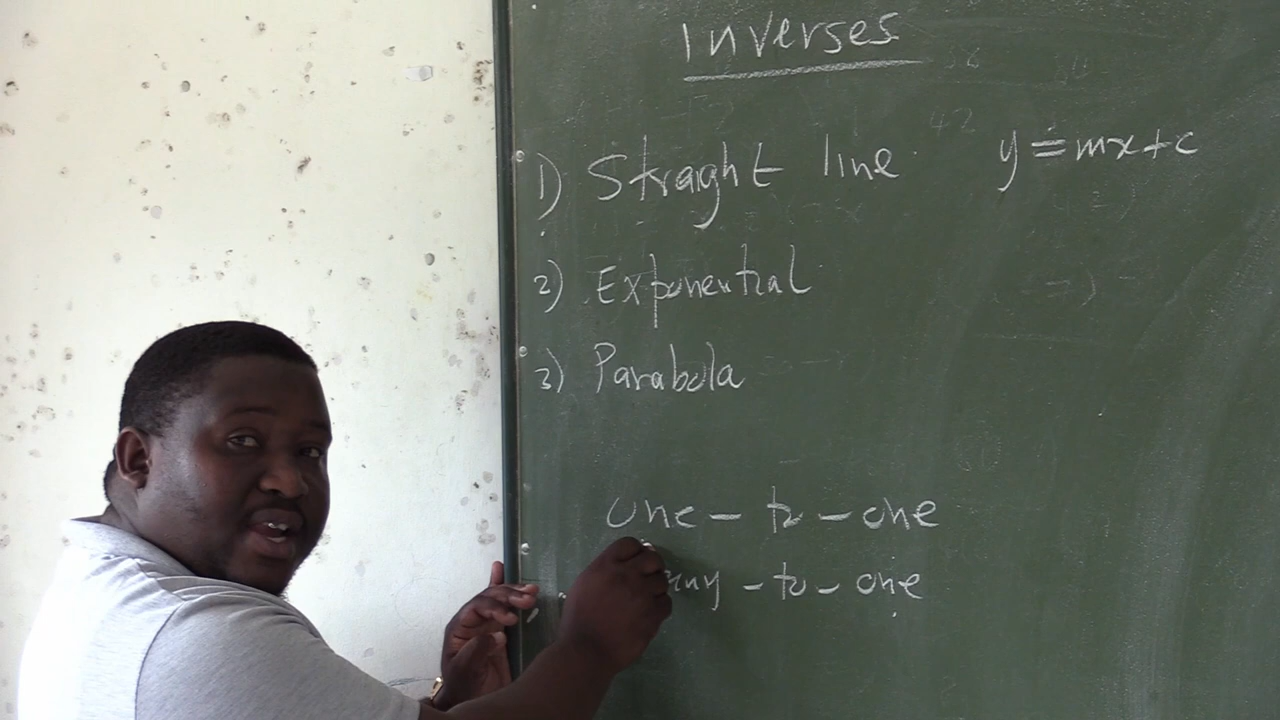 Inverses
1) Straight line y=mx+c
2) Exponential
3) Parabola
one-to-one
-to-one